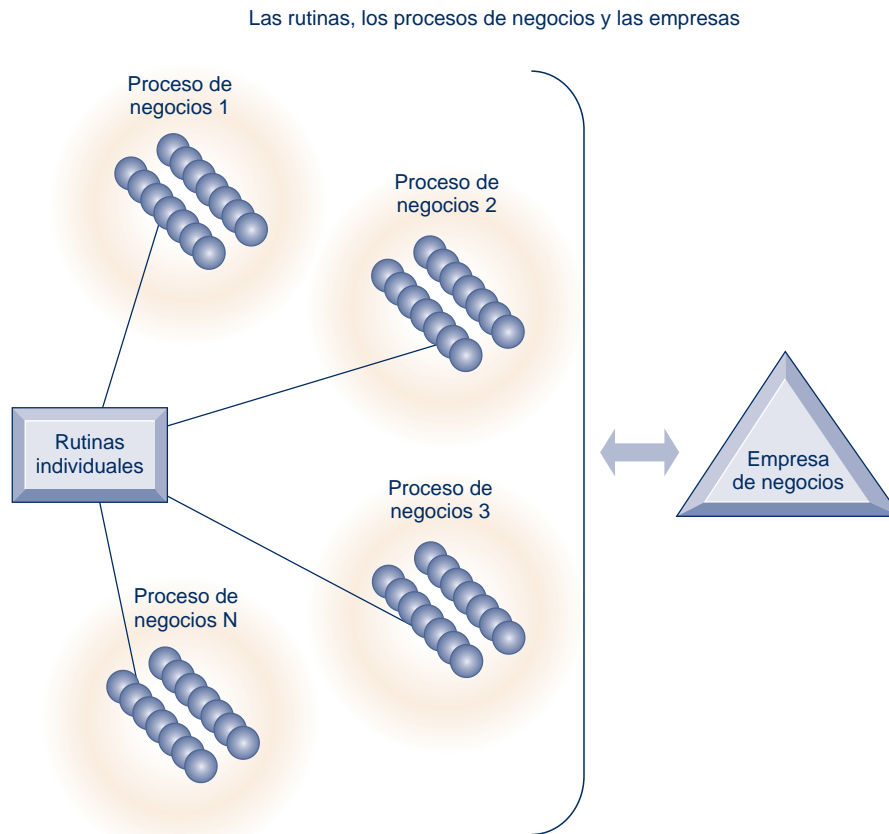 Las rutinas, los procesos de negocios y las empresas
Proceso de
negocios 1
Proceso de
negocios 2
Rutinas
individuales
Empresa
de negocios
Proceso de
negocios 3
Proceso de
negocios N